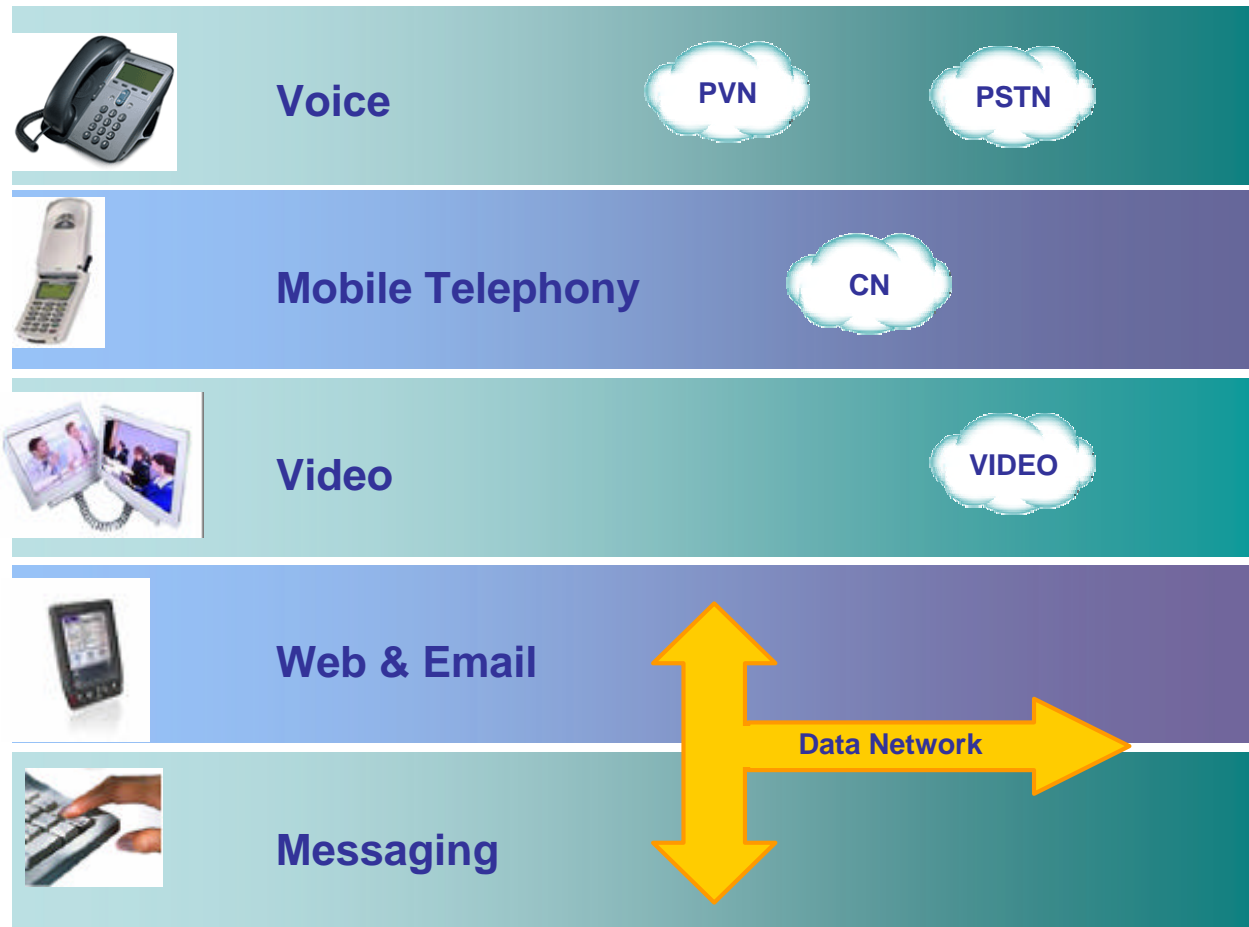 Voice
PVN
PSTN
Mobile Telephony
CN
Video
VIDEO
Web & Email
Data Network
Messaging